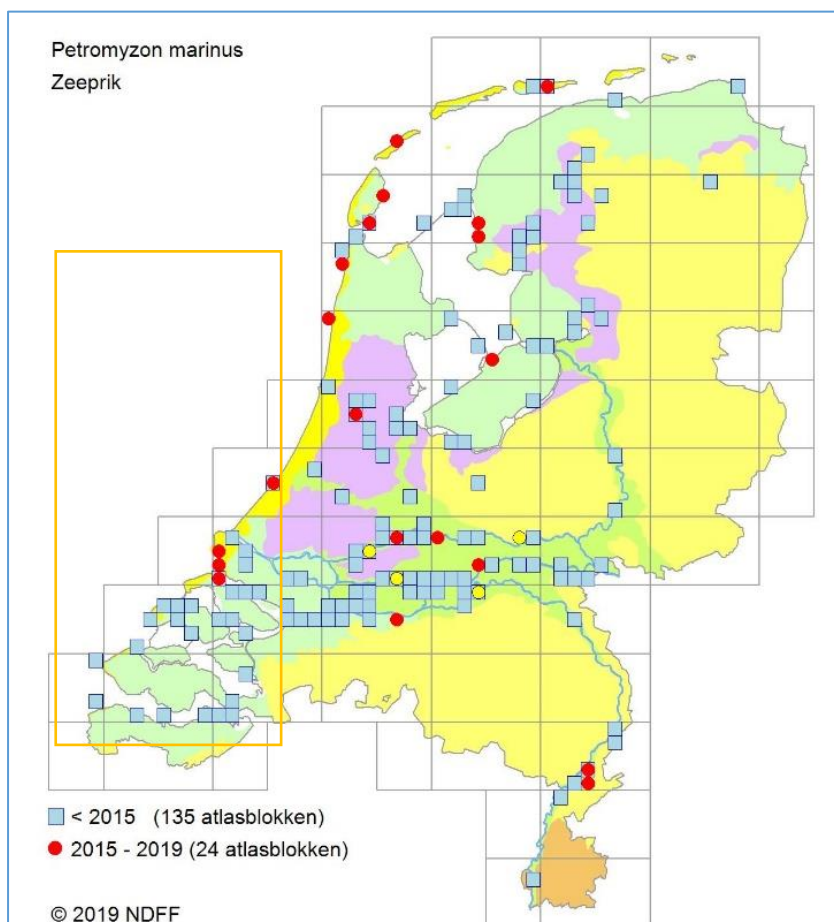 Petromyzon marinus
Zeeprik
< 2015 (135 atlasblokken)
2015 - 2019 (24 atlasblokken)
© 2019 NDFF